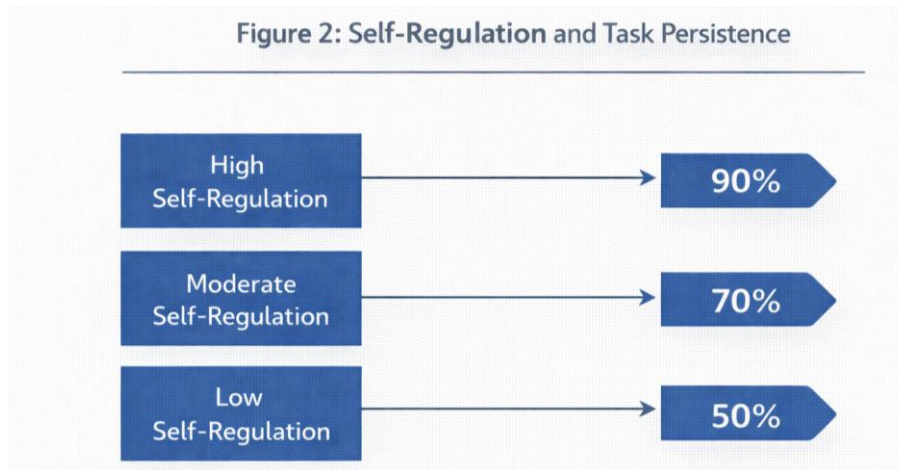 Figure 2: Self-Regulation and Task Persistence
High
Self-Regulation
90%
Moderate
Self-Regulation
70%
Low
Self-Regulation
50%